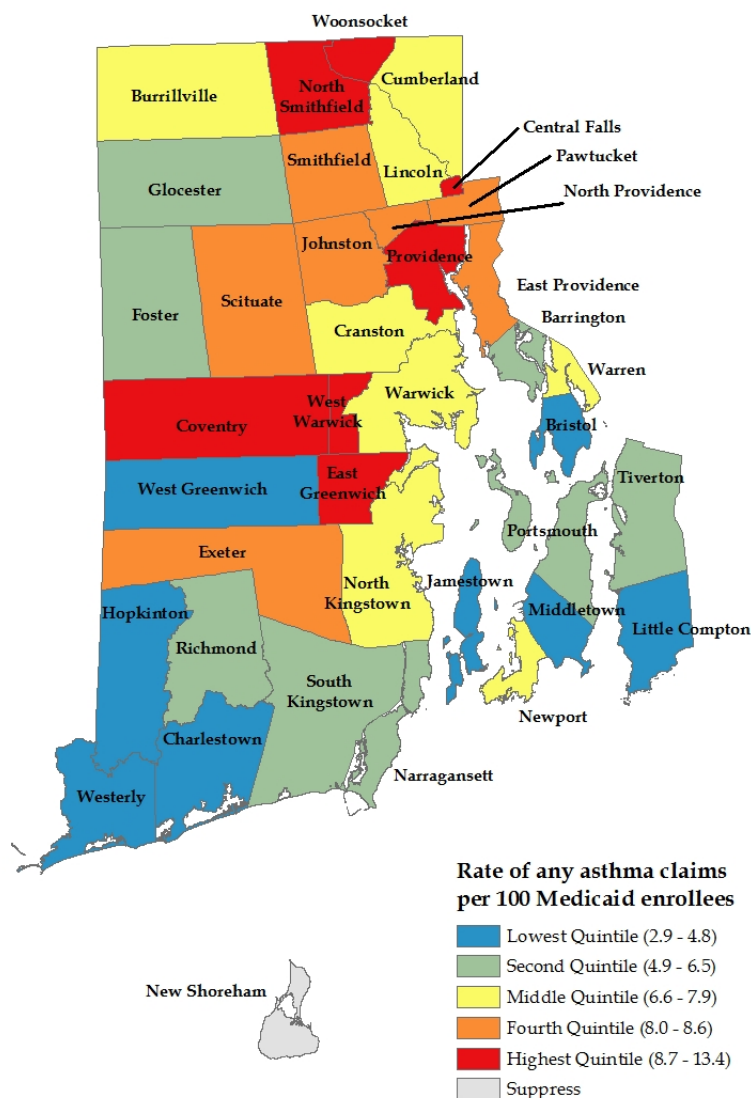 Woonsocket
Cumberland
Burrillville
North
Smithfield
Central Falls
Pawtucket
North Providence
Smithfield
Lincoln
Glocester
Johnston
Providence
East Providence
Barrington
Foster
Scituate
Cranston
Warren
Warwick
West
Warwick
Coventry
Bristol
West Greenwich
East
Greenwich
Tiverton
Portsmouth
Exeter
North
Kingstown
Jamestown
Hopkinton
Middletown
Little Compton
Richmond
South
Kingstown
Newport
Charlestown
Narragansett
Westerly
New Shoreham
Rate of any asthma claims
per 100 Medicaid enrollees
Lowest Quintile (2.9 - 4.8)
Second Quintile (4.9 - 6.5)
Middle Quintile (6.6 - 7.9)
Fourth Quintile (8.0 - 8.6)
Highest Quintile (8.7 - 13.4)
Suppress